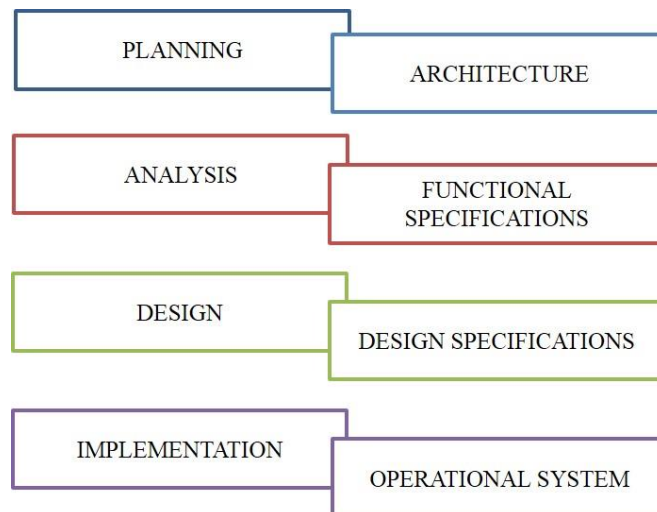 PLANNING
ARCHITECTURE
ANALYSIS
FUNCTIONAL
SPECIFICATIONS
DESIGN
DESIGN SPECIFICATIONS
IMPLEMENTATION
OPERATIONAL SYSTEM